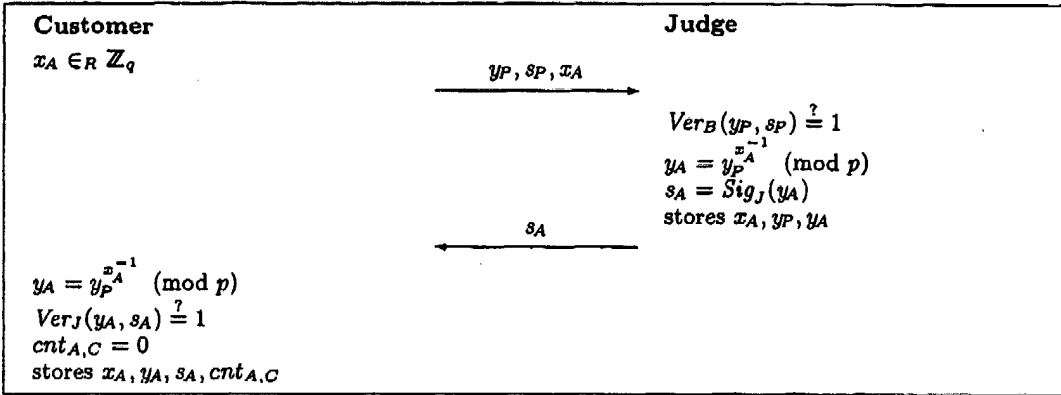 Customer
Judge
x_A ∈_R ℤ_q
y_P, s_P, x_A
Ver_B(y_P, s_P) ≟ 1
y_A = y_P^{x_A^{-1}} (mod p)
s_A = Sig_J(y_A)
stores x_A, y_P, y_A
s_A
y_A = y_P^{x_A^{-1}} (mod p)
Ver_J(y_A, s_A) ≟ 1
cnt_{A,C} = 0
stores x_A, y_A, s_A, cnt_{A,C}